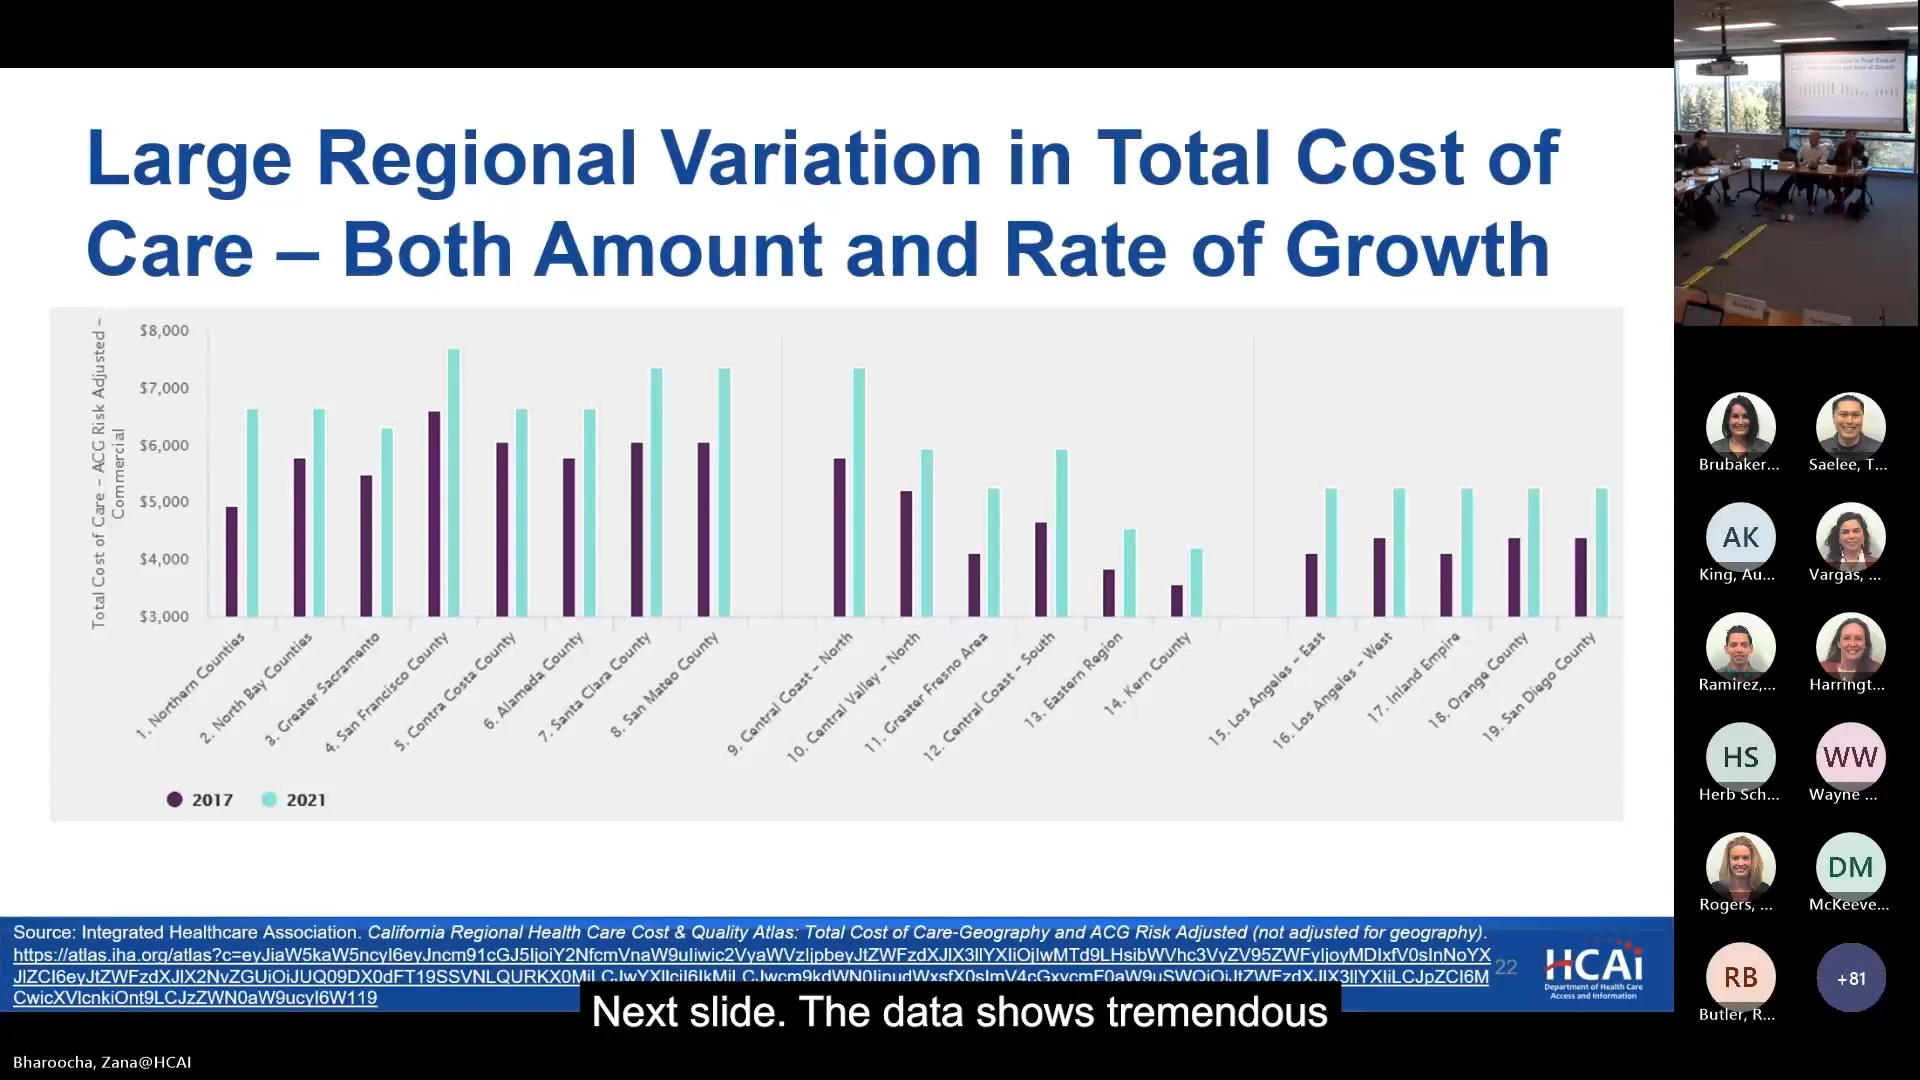 Large Regional Variation in Total Cost of
Care – Both Amount and Rate of Growth
Total Cost of Care – ACG Risk Adjusted –
Commercial
$8,000
$7,000
$6,000
$5,000
$4,000
$3,000
1. Northern Counties
2. North Bay Counties
3. Greater Sacramento
4. San Francisco County
5. Contra Costa County
6. Alameda County
7. Santa Clara County
8. San Mateo County
9. Central Coast – North
10. Central Valley – North
11. Greater Fresno Area
12. Central Coast – South
13. Eastern Region
14. Kern County
15. Los Angeles – East
16. Los Angeles – West
17. Inland Empire
18. Orange County
19. San Diego County
2017 2021
Source: Integrated Healthcare Association. California Regional Health Care Cost & Quality Atlas: Total Cost of Care-Geography and ACG Risk Adjusted (not adjusted for geography).
22
HCAi
Department of Health Care
Access and Information
Next slide. The data shows tremendous
Bharoocha, Zana@HCAI
Brubaker...
Saelee, T...
AK
King, Au...
Vargas, ...
Ramirez,...
Harringt...
HS
Herb Sch...
WW
Wayne ...
Rogers, ...
DM
McKeeve...
RB
Butler, R...
+81